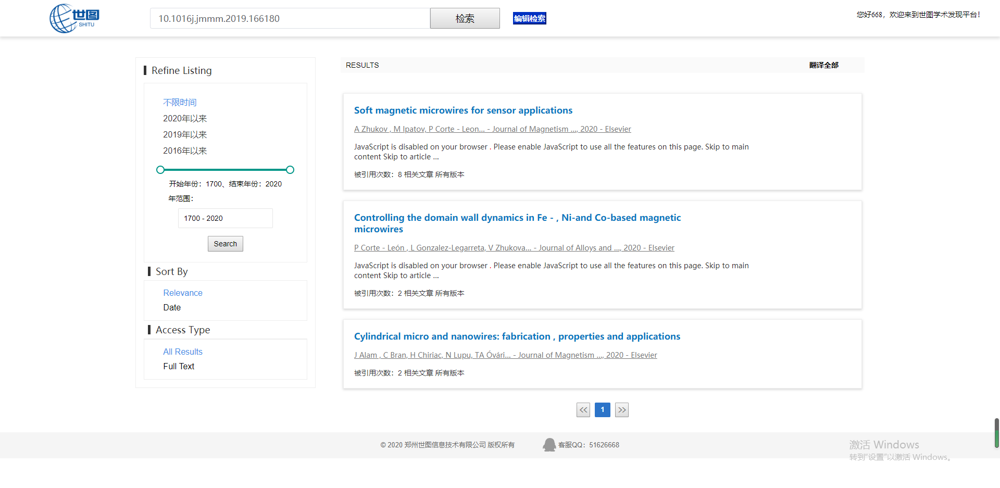 世图
SHITU
10.1016j.jmmm.2019.166180
检索
编辑检索
您好668，欢迎来到世图学术发现平台！
Refine Listing
不限时间
2020年以来
2019年以来
2016年以来
开始年份：1700、结束年份：2020
年范围：
1700 - 2020
Search
Sort By
Relevance
Date
Access Type
All Results
Full Text
RESULTS
翻译全部
Soft magnetic microwires for sensor applications
A Zhukov , M Ipatov, P Corte - Leon... - Journal of Magnetism ..., 2020 - Elsevier
JavaScript is disabled on your browser . Please enable JavaScript to use all the features on this page. Skip to main
content Skip to article ...
被引用次数：8 相关文章 所有版本
Controlling the domain wall dynamics in Fe - , Ni-and Co-based magnetic
microwires
P Corte - León , L Gonzalez-Legarreta, V Zhukova... - Journal of Alloys and ..., 2020 - Elsevier
JavaScript is disabled on your browser . Please enable JavaScript to use all the features on this page. Skip to main
content Skip to article ...
被引用次数：2 相关文章 所有版本
Cylindrical micro and nanowires: fabrication , properties and applications
J Alam , C Bran, H Chiriac, N Lupu, TA Óvári... - Journal of Magnetism ..., 2020 - Elsevier
被引用次数：2 相关文章 所有版本
<< 1 >>
© 2020 郑州世图信息技术有限公司 版权所有
客服QQ：51626668
激活 Windows
转到"设置"以激活 Windows。